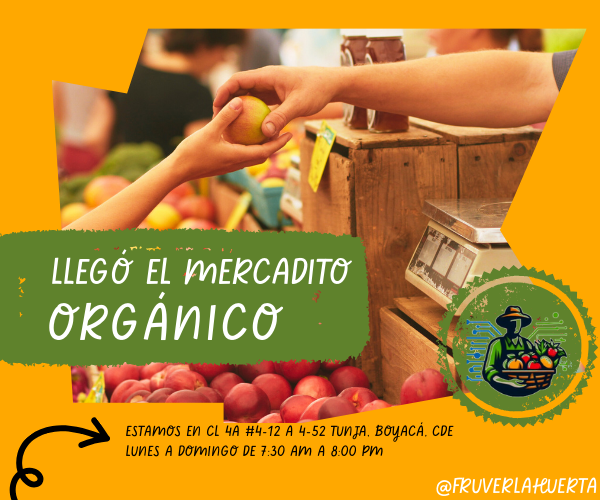 LLEGÓ EL MERCADITO
ORGÁNICO
ESTAMOS EN CL 4A #4-12 A 4-52 TUNJA, BOYACÁ, CDE
LUNES A DOMINGO DE 7:30 AM A 8:00 PM
@FRUVERLAHUERTA